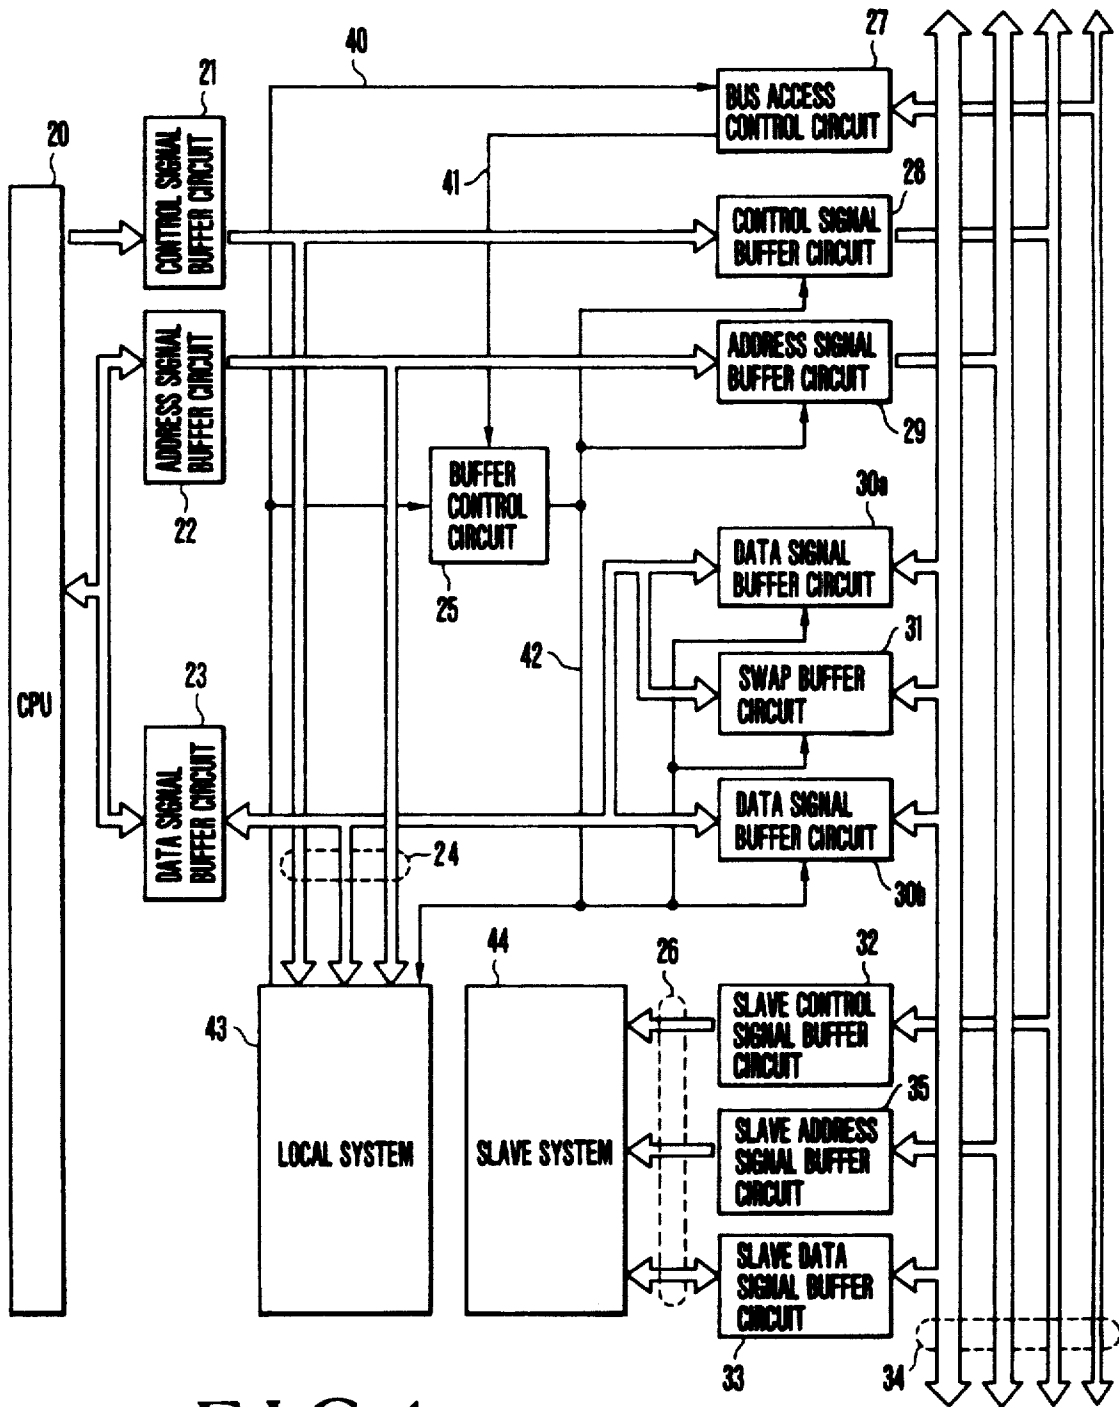 40
27
21
BUS ACCESS
CONTROL CIRCUIT
20
CONTROL SIGNAL
BUFFER CIRCUIT
41
28
CONTROL SIGNAL
BUFFER CIRCUIT
ADDRESS SIGNAL
BUFFER CIRCUIT
ADDRESS SIGNAL
BUFFER CIRCUIT
29
22
BUFFER
CONTROL
CIRCUIT
25
30a
DATA SIGNAL
BUFFER CIRCUIT
31
42
SWAP BUFFER
CIRCUIT
CPU
23
DATA SIGNAL
BUFFER CIRCUIT
DATA SIGNAL
BUFFER CIRCUIT
24
30b
44
26
32
43
SLAVE CONTROL
SIGNAL BUFFER
CIRCUIT
35
LOCAL SYSTEM
SLAVE SYSTEM
SLAVE ADDRESS
SIGNAL BUFFER
CIRCUIT
SLAVE DATA
SIGNAL BUFFER
CIRCUIT
33
34